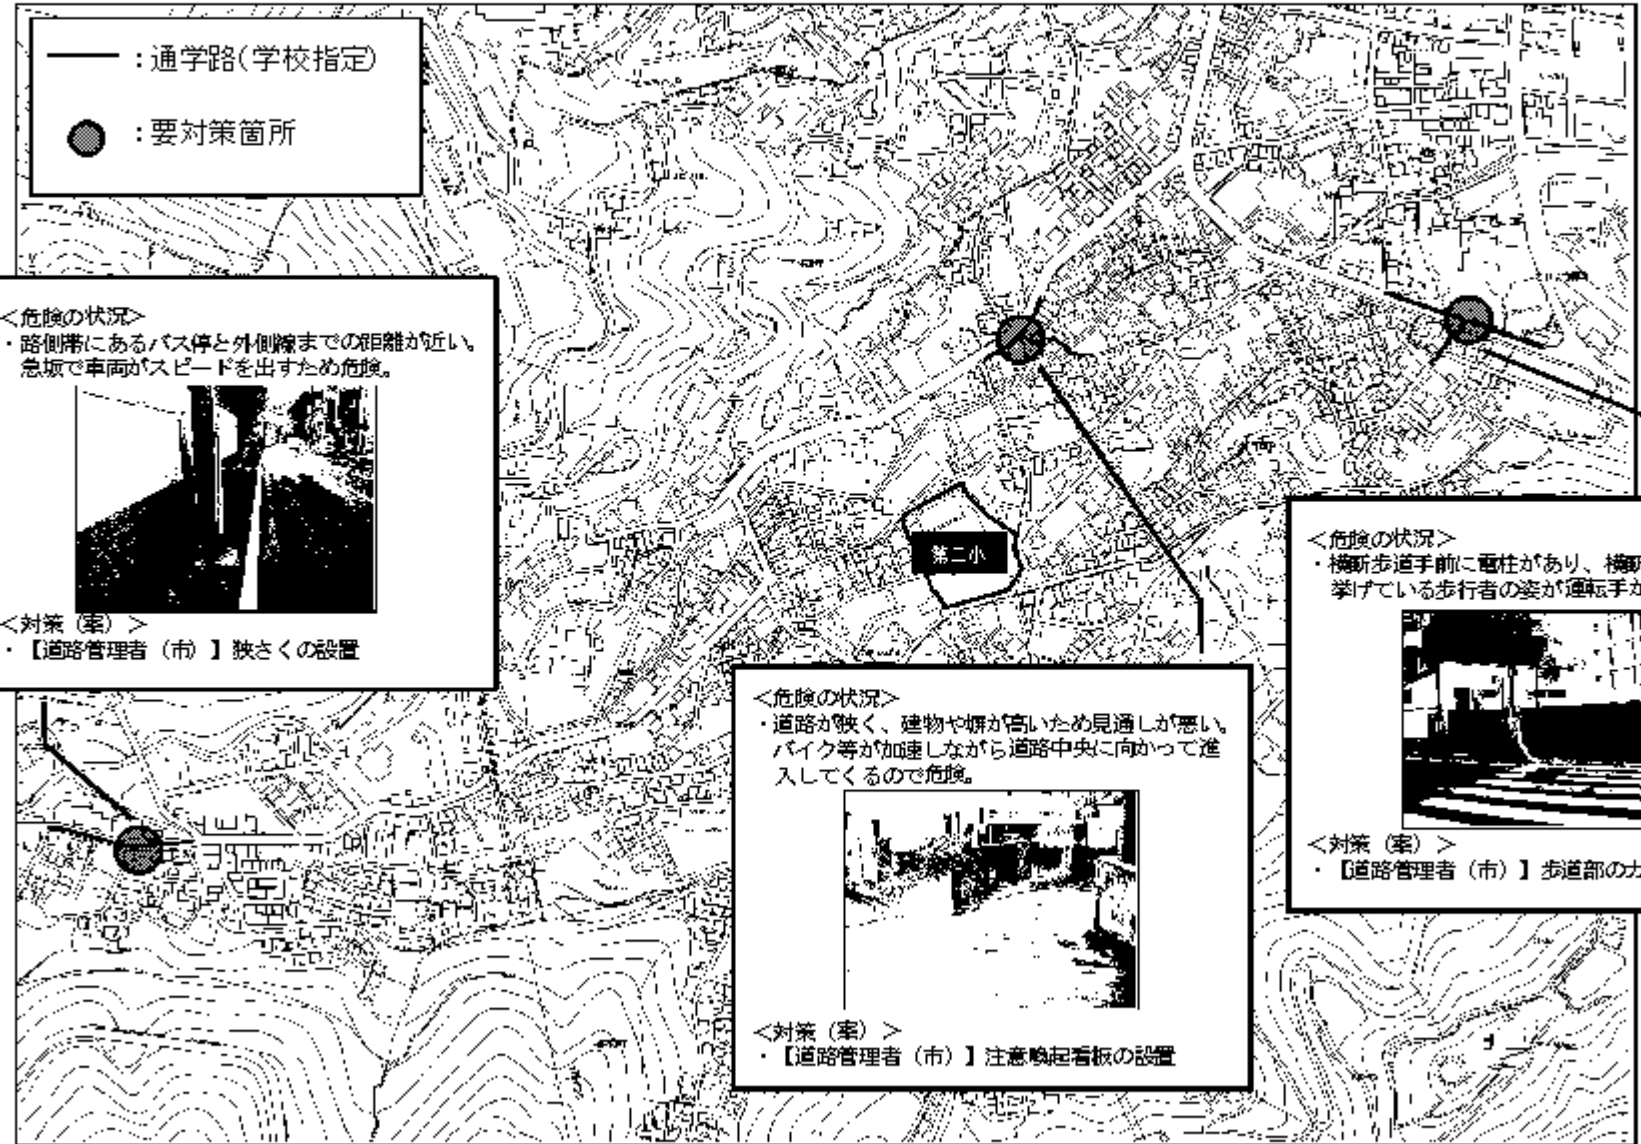 ：通学路(学校指定)
：要対策箇所
＜危険の状況＞
・路側帯にあるバス停と外側線までの距離が近い。
急坂で車両がスピードを出すため危険。
＜対策（案）＞
・【道路管理者（市）】狭さくの設置
第二小
＜危険の状況＞
・道路が狭く、建物や塀が高いため見通しが悪い。
バイク等が加速しながら道路中央に向かって進
入してくるので危険。
＜対策（案）＞
・【道路管理者（市）】注意喚起看板の設置
＜危険の状況＞
・横断歩道手前に電柱があり、横断
挙げている歩行者の姿が運転手か
＜対策（案）＞
・【道路管理者（市）】歩道部のカ